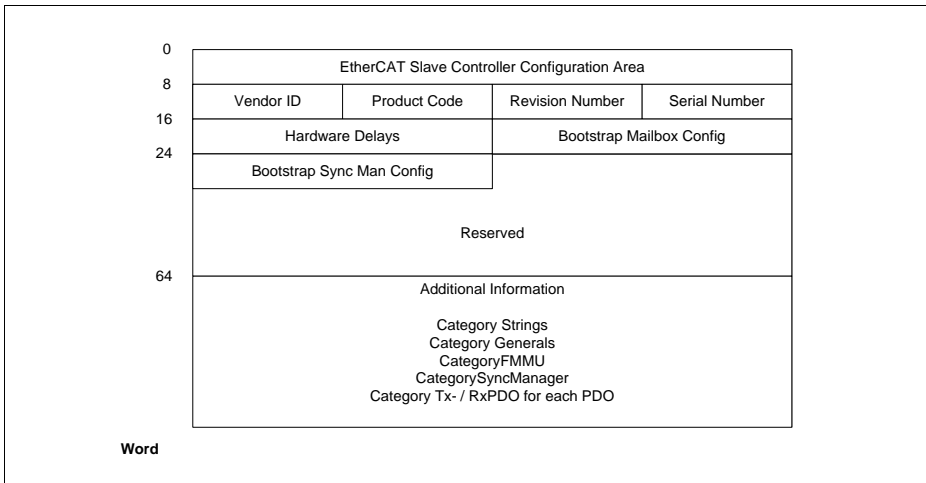 0
EtherCAT Slave Controller Configuration Area
8
Vendor ID Product Code Revision Number Serial Number
16
Hardware Delays Bootstrap Mailbox Config
24
Bootstrap Sync Man Config
Reserved
64
Additional Information
Category Strings
Category Generals
CategoryFMMU
CategorySyncManager
Category Tx- / RxPDO for each PDO
Word